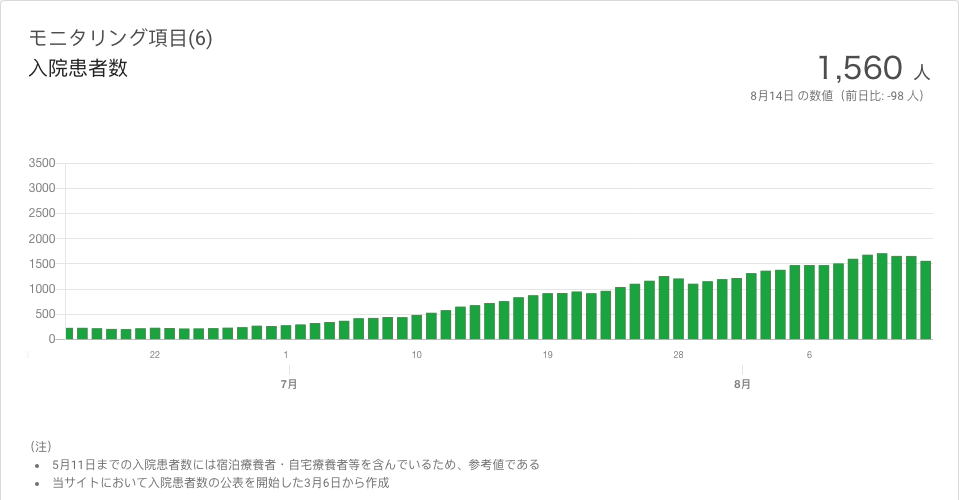 モニタリング項目(6)
入院患者数
1,560 人
8月14日 の数値（前日比: -98 人）
3500
3000
2500
2000
1500
1000
500
0
22 1 10 19 28 6
7月 8月
（注）
• 5月11日までの入院患者数には宿泊療養者・自宅療養者等を含んでいるため、参考値である
• 当サイトにおいて入院患者数の公表を開始した3月6日から作成